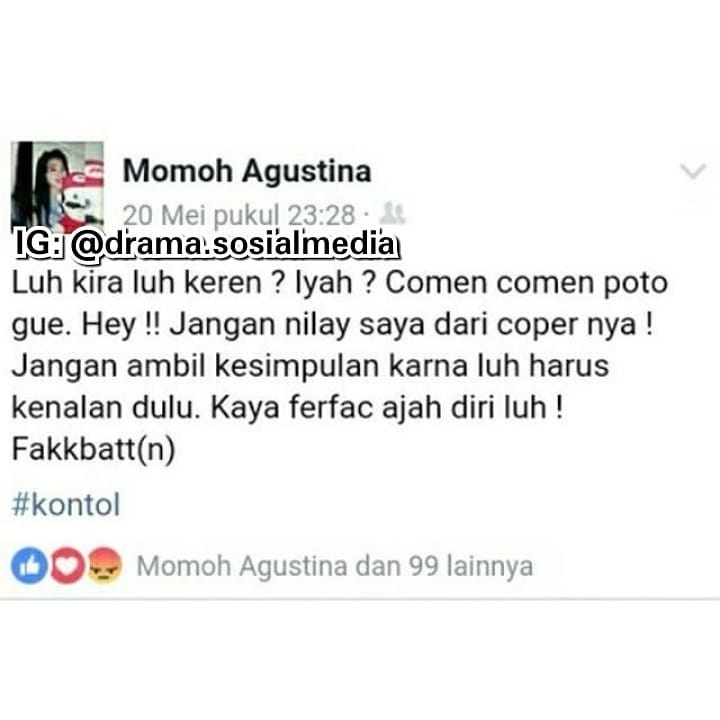 Momoh Agustina
20 Mei pukul 23:28 ·
IG: @drama.sosialmedia
Luh kira luh keren ? Iyah ? Comen comen poto
gue. Hey !! Jangan nilay saya dari coper nya !
Jangan ambil kesimpulan karna luh harus
kenalan dulu. Kaya ferfac ajah diri luh !
Fakkbatt(n)
#kontol
Momoh Agustina dan 99 lainnya